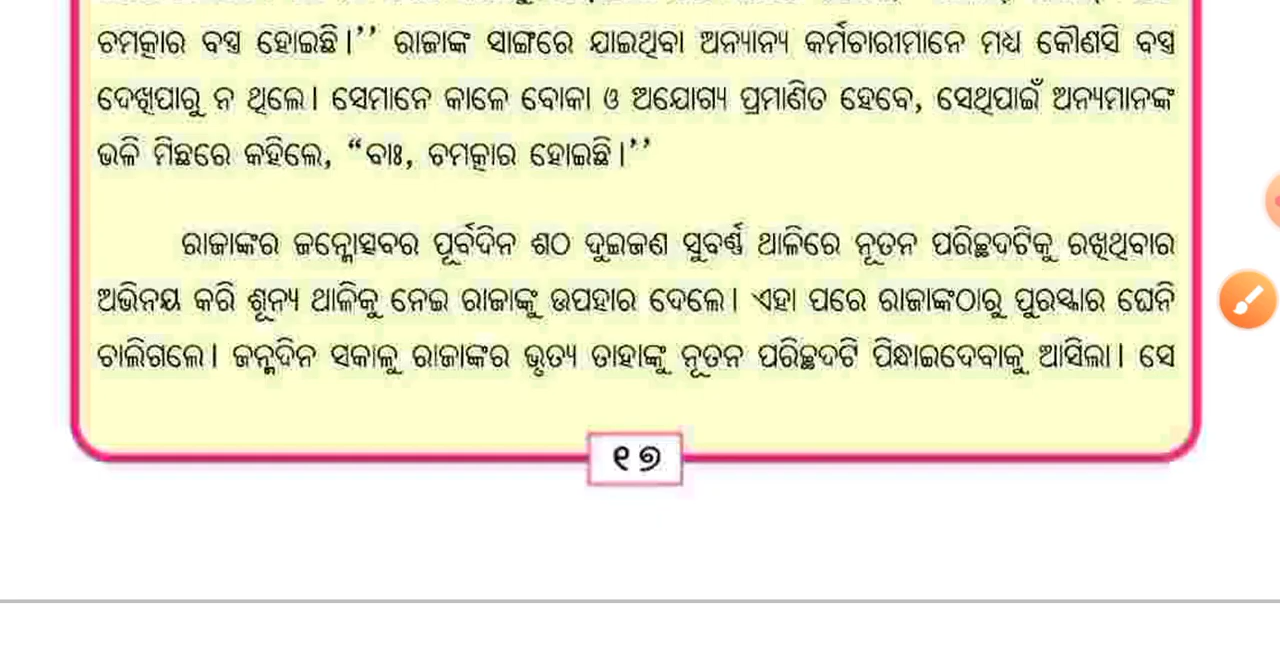 ଚମତ୍କାର ବସ୍ତ୍ର ହୋଇଛି।’’ ରାଜାଙ୍କ ସାଙ୍ଗରେ ଯାଇଥିବା ଅନ୍ୟାନ୍ୟ କର୍ମଚାରୀମାନେ ମଧ୍ୟ କୌଣସି ବସ୍ତ୍ର
ଦେଖିପାରୁ ନ ଥିଲେ। ସେମାନେ କାଳେ ବୋକା ଓ ଅଯୋଗ୍ୟ ପ୍ରମାଣିତ ହେବେ, ସେଥିପାଇଁ ଅନ୍ୟମାନଙ୍କ
ଭଳି ମିଛରେ କହିଲେ, “ବାଃ, ଚମତ୍କାର ହୋଇଛି।’’
ରାଜାଙ୍କର ଜନ୍ମୋତ୍ସବର ପୂର୍ବଦିନ ଶଠ ଦୁଇଜଣ ସୁବର୍ଣ୍ଣ ଥାଳିରେ ନୂତନ ପରିଚ୍ଛଦଟିକୁ ରଖିଥିବାର
ଅଭିନୟ କରି ଶୂନ୍ୟ ଥାଳିକୁ ନେଇ ରାଜାଙ୍କୁ ଉପହାର ଦେଲେ। ଏହା ପରେ ରାଜାଙ୍କଠାରୁ ପୁରସ୍କାର ଘେନି
ଚାଲିଗଲେ। ଜନ୍ମଦିନ ସକାଳୁ ରାଜାଙ୍କର ଭୃତ୍ୟ ତାହାଙ୍କୁ ନୂତନ ପରିଚ୍ଛଦଟି ପିନ୍ଧାଇଦେବାକୁ ଆସିଲା। ସେ
୧୭